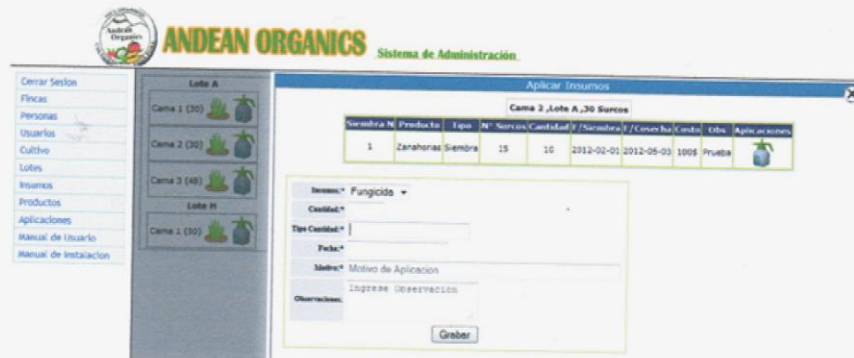 Andean Organics
ANDEAN ORGANICS
Sistema de Administración
Cerrar Sesion
Fincas
Personas
Usuarios
Cultivo
Lotes
Insumos
Productos
Aplicaciones
Manual de Usuario
Manual de Instalacion
Lote A
Cama 1 (30)
Cama 2 (30)
Cama 3 (48)
Lote H
Cama 1 (30)
Aplicar Insumos
X
Cama 2 ,Lote A ,30 Surcos
Siembra N Producto Tipo N° Surcos Cantidad F/Siembra F/Cosecha Costo Obs Aplicaciones
1 Zanahorias Siembra 15 10 2012-02-01 2012-05-03 100$ Prueba
Insumo:* Fungicida
Cantidad:*
Tipo Cantidad:*
Fecha:*
Motivo:* Motivo de Aplicacion
Observaciones: Ingrese Observacion
Grabar